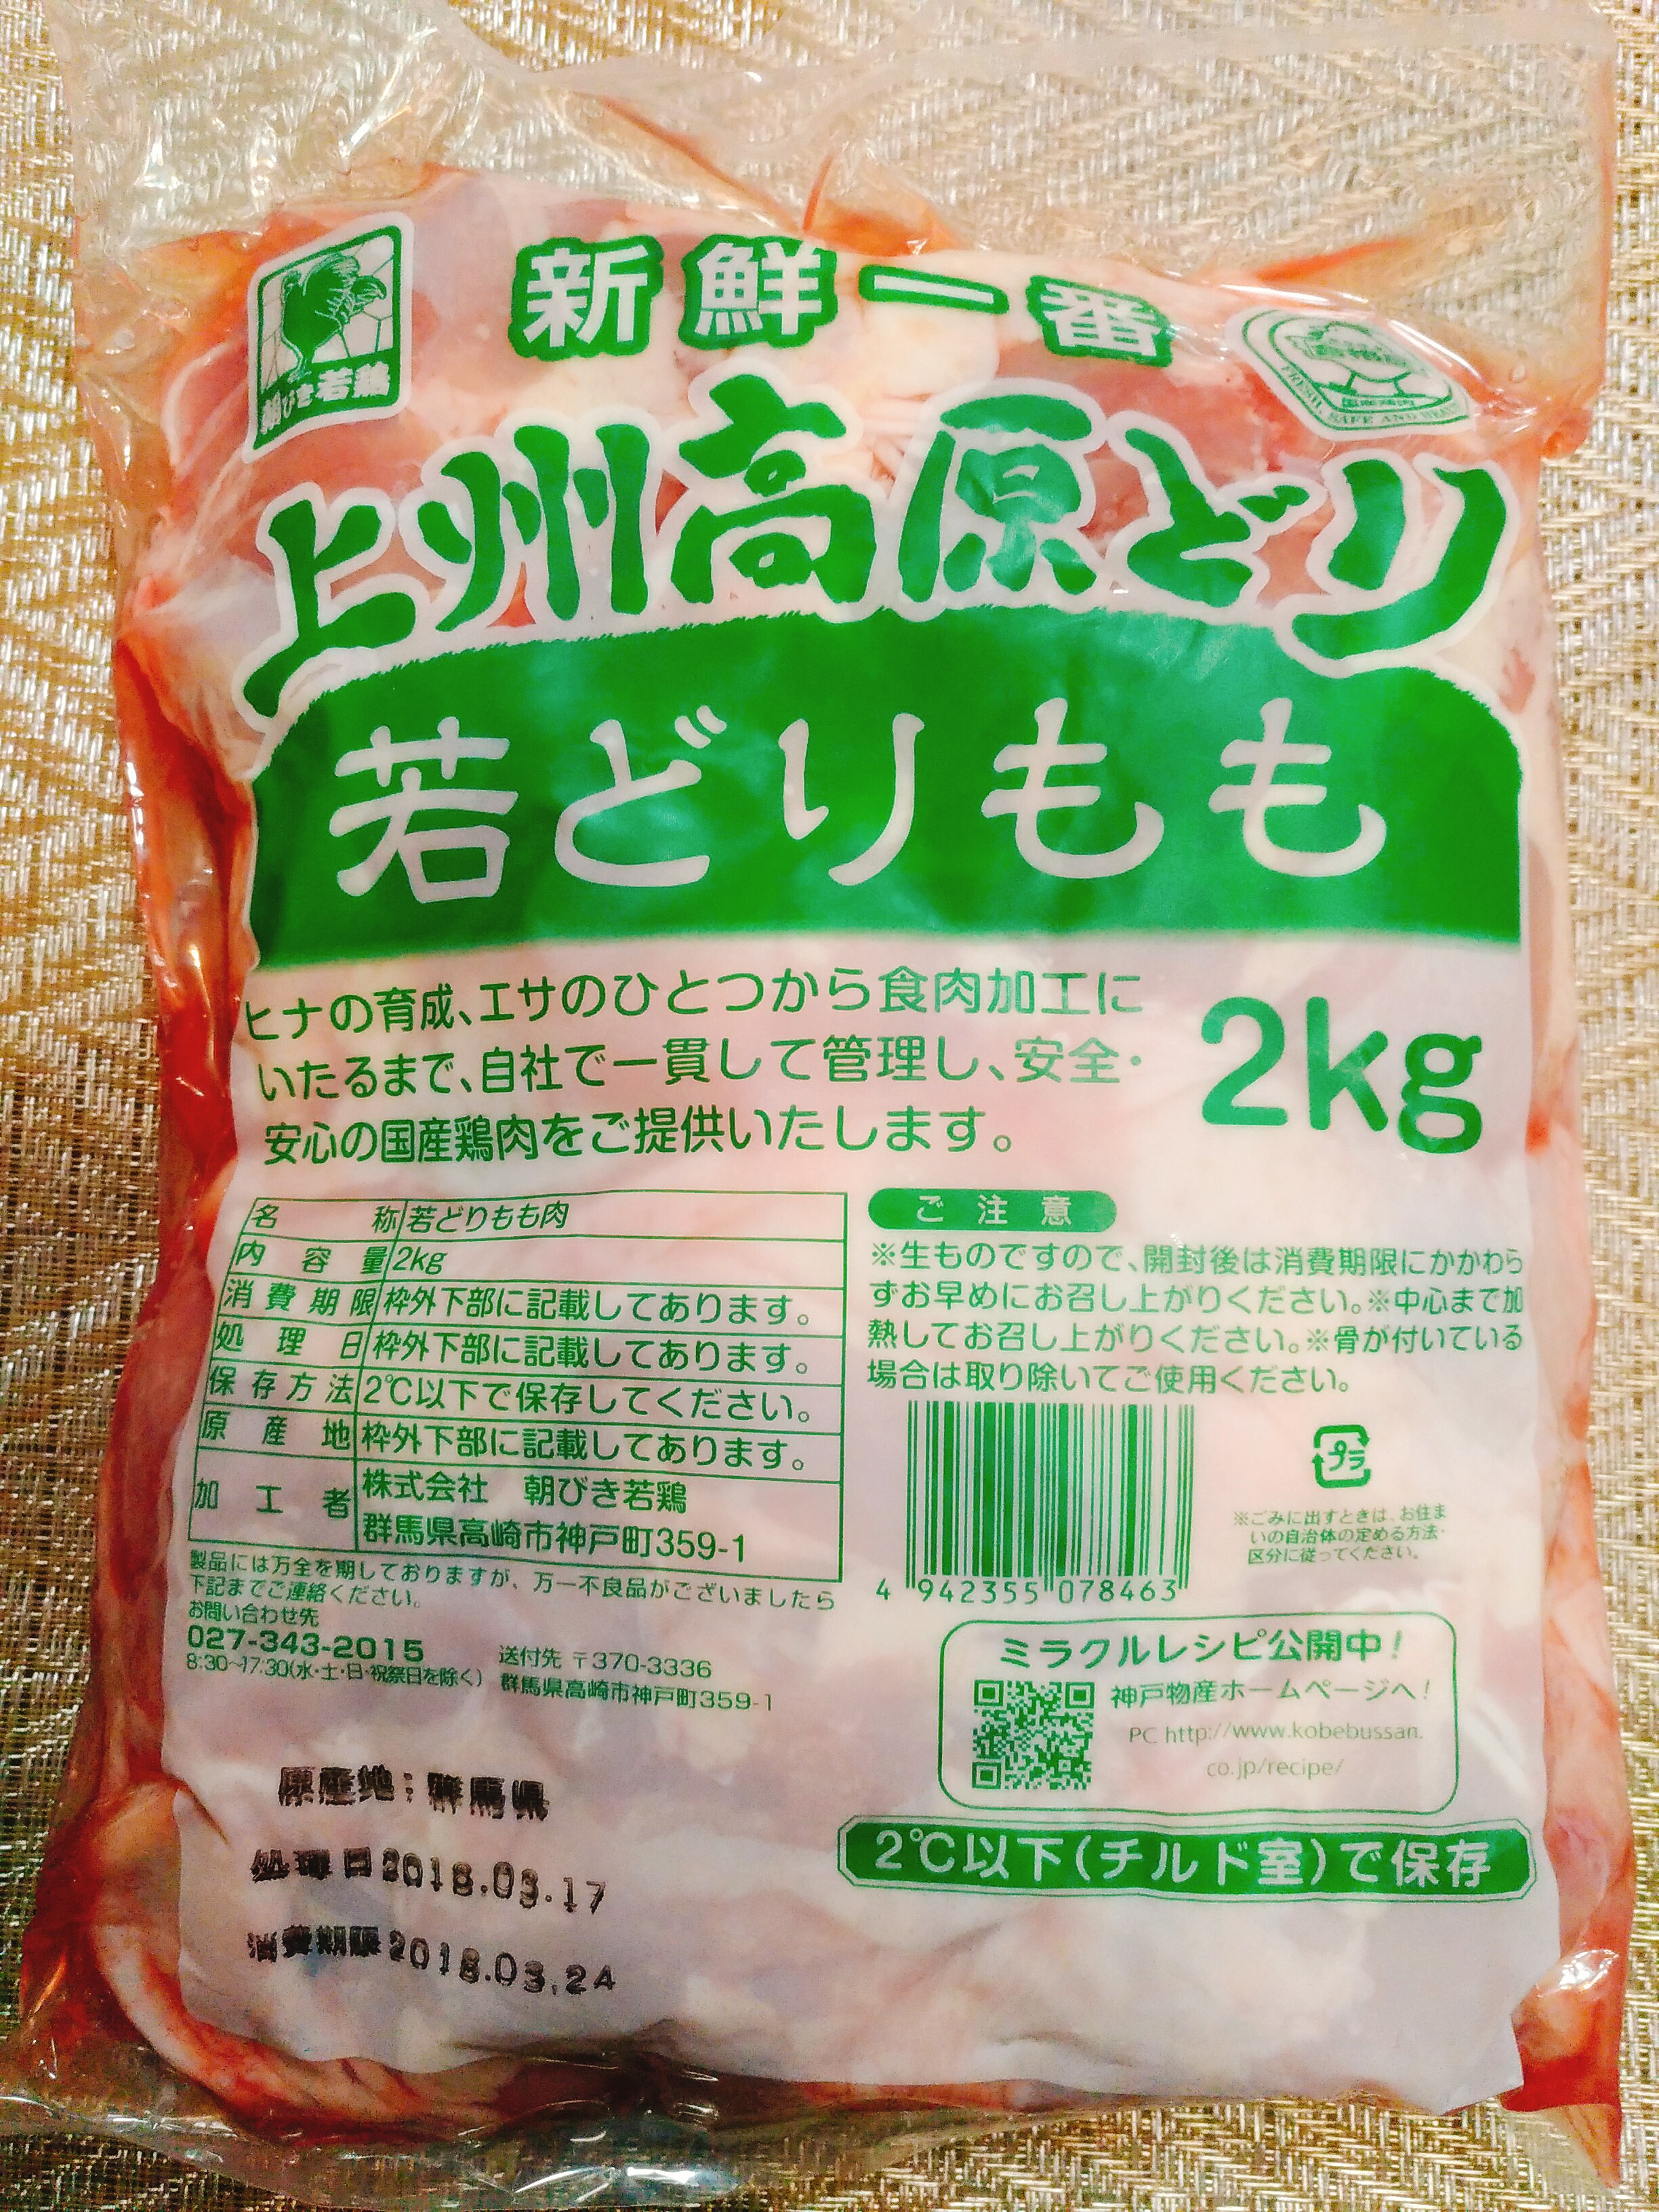 新鮮一番
朝びき若鶏
FRESH, SAFE AND
上州高原どり
若どりもも
ヒナの育成、エサのひとつから食肉加工に
いたるまで、自社で一貫して管理し、安全・
安心の国産鶏肉をご提供いたします。
2kg
名称 若どりもも肉
内容量 2kg
消費期限 枠外下部に記載してあります。
処理日 枠外下部に記載してあります。
保存方法 2℃以下で保存してください。
原産地 枠外下部に記載してあります。
加工者 株式会社 朝びき若鶏
群馬県高崎市神戸町359-1
製品には万全を期しておりますが、万一不良品がございましたら
下記までご連絡ください。
お問い合わせ先
027-343-2015
8:30~17:30(水・土・日・祝祭日を除く)
送付先 〒370-3336
群馬県高崎市神戸町359-1
ご注意
※生ものですので、開封後は消費期限にかかわら
ずお早めにお召し上がりください。※中心まで加
熱してお召し上がりください。※骨が付いている
場合は取り除いてご使用ください。
4 942355 078463
プラ
※ごみに出すときは、お住ま
いの自治体の定める方法・
区分に従ってください。
ミラクルレシピ公開中!
神戸物産ホームページへ!
PC http://www.kobebussan.
co.jp/recipe/
2℃以下(チルド室)で保存
原産地:群馬県
処理日2018.03.17
消費期限2018.03.24